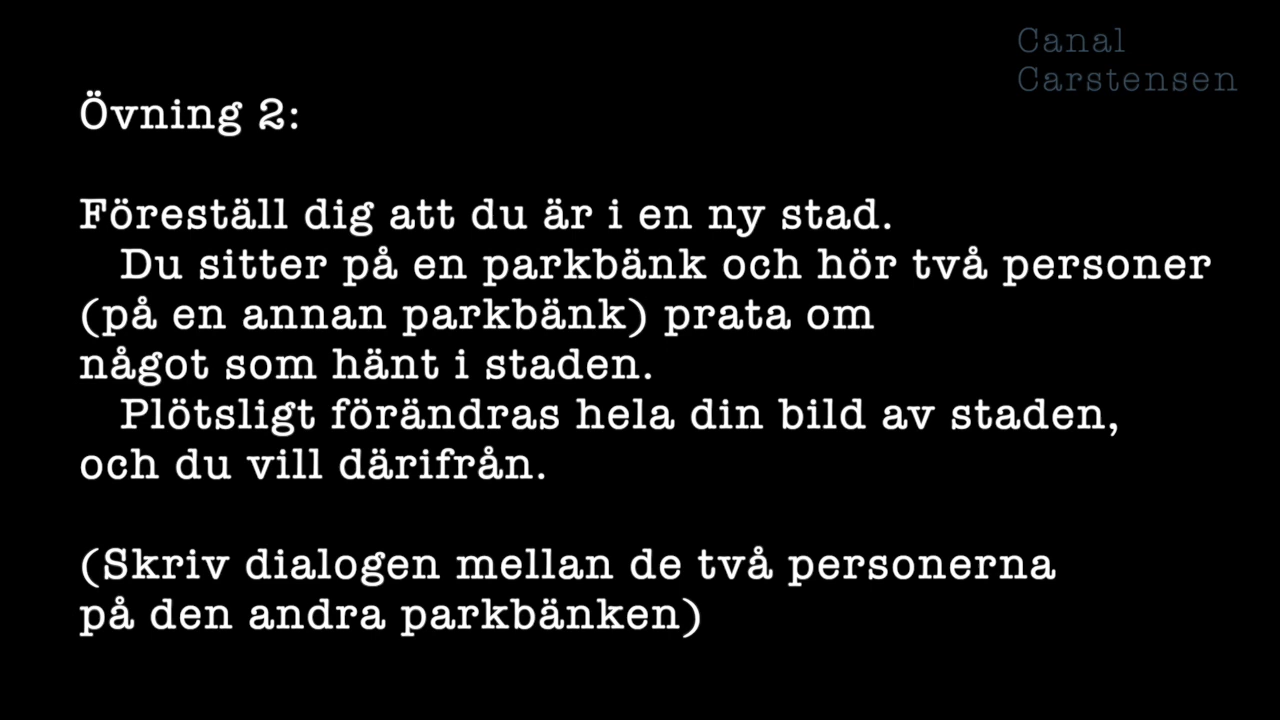 Canal
Carstensen
Övning 2:
Föreställ dig att du är i en ny stad.
Du sitter på en parkbänk och hör två personer
(på en annan parkbänk) prata om
något som hänt i staden.
Plötsligt förändras hela din bild av staden,
och du vill därifrån.
(Skriv dialogen mellan de två personerna
på den andra parkbänken)